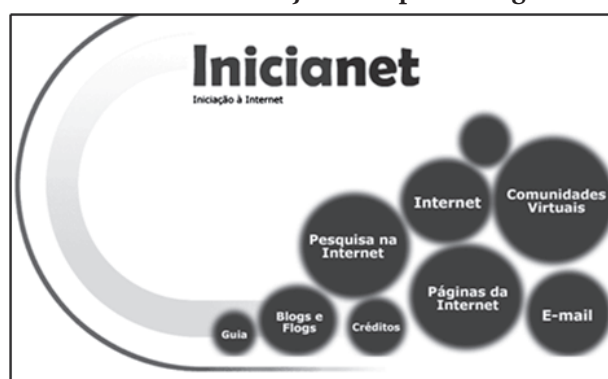 Inicianet
Iniciação à Internet
Internet
Comunidades
Virtuais
Pesquisa na
Internet
Páginas da
Internet
E-mail
Blogs e
Flogs
Créditos
Guia